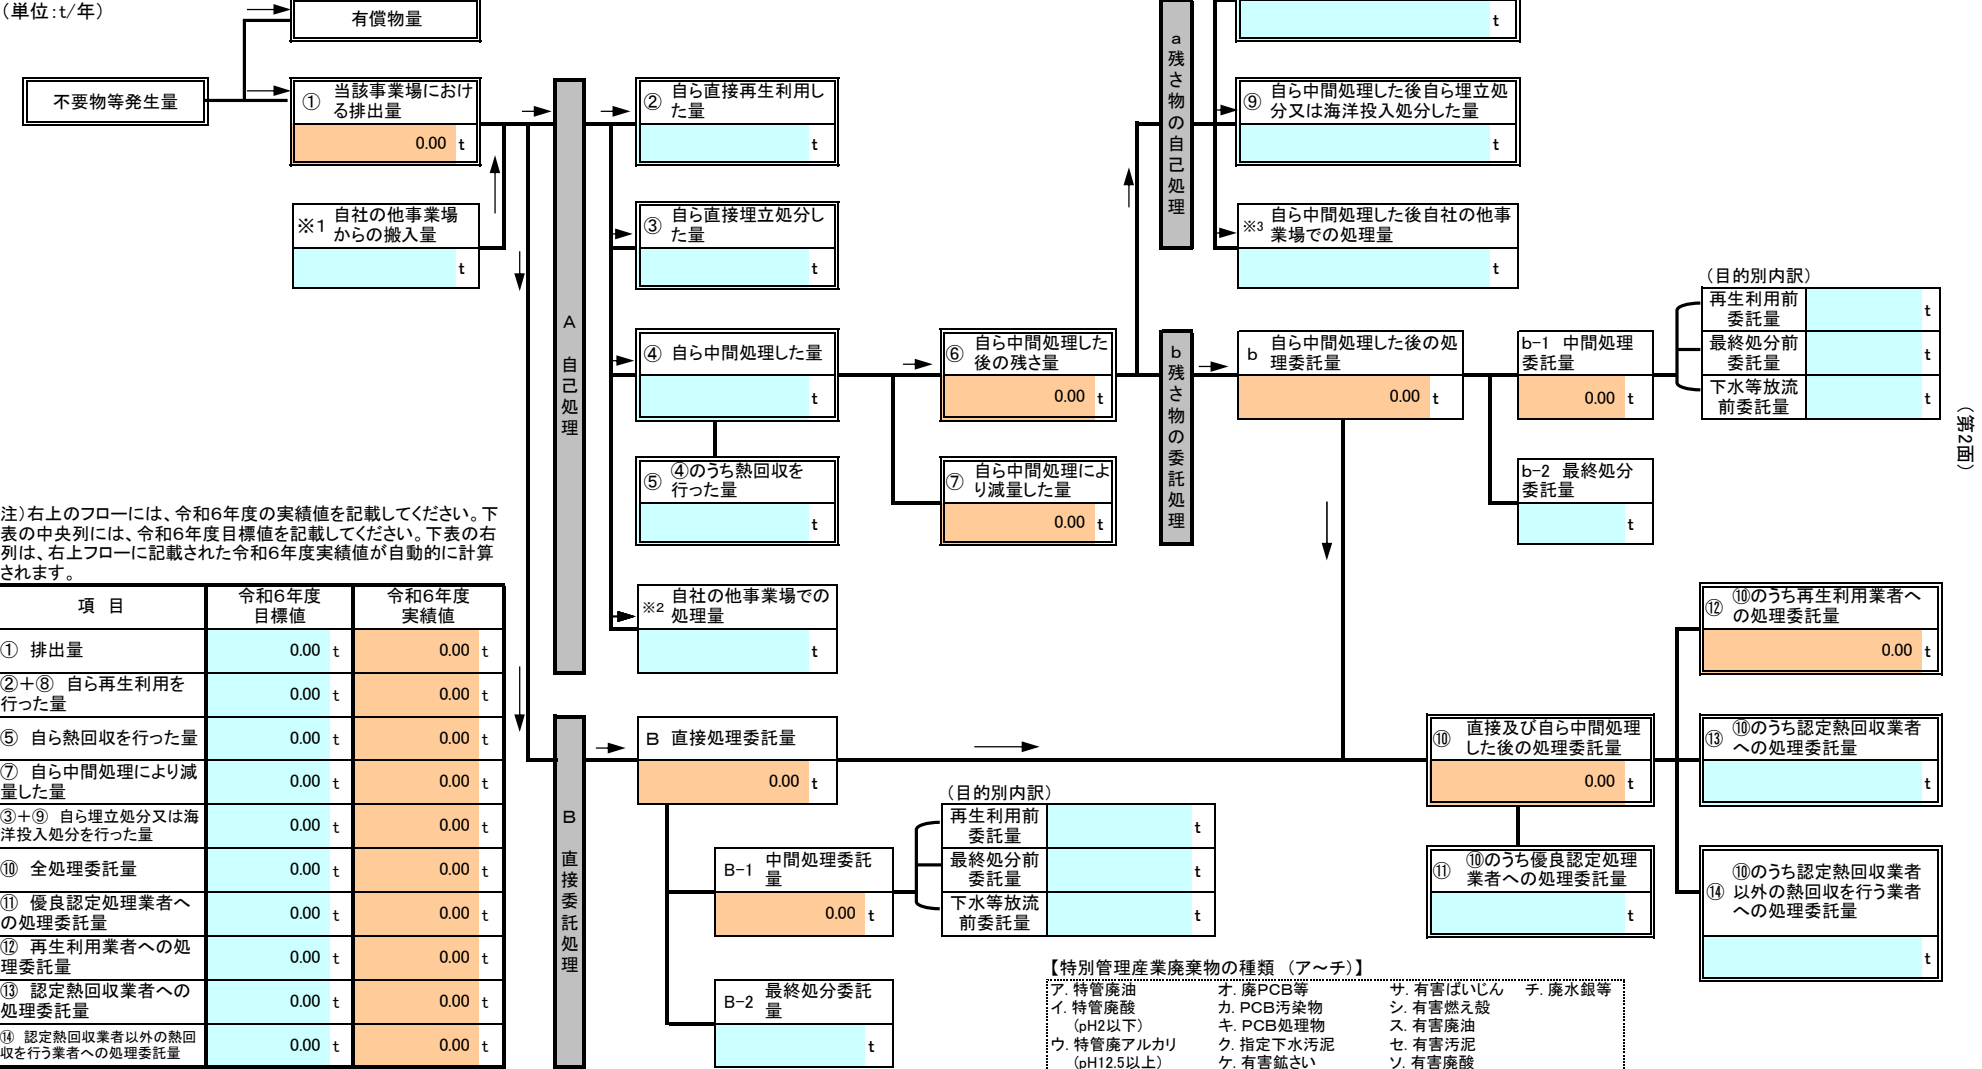 （単位:t/年）
有償物量
不要物等発生量
① 当該事業場におけ
る排出量
0.00 t
※1 自社の他事業場
からの搬入量
t
A 自己処理
② 自ら直接再生利用し
た量
t
③ 自ら直接埋立処分し
た量
t
④ 自ら中間処理した量
t
⑤ ④のうち熱回収を
行った量
t
※2 自社の他事業場での
処理量
t
⑥ 自ら中間処理した
後の残さ量
0.00 t
⑦ 自ら中間処理によ
り減量した量
0.00 t
a 残さ物の自己処理
t
⑨ 自ら中間処理した後自ら埋立処
分又は海洋投入処分した量
t
※3 自ら中間処理した後自社の他事
業場での処理量
t
b 残さ物の委託処理
b 自ら中間処理した後の処
理委託量
0.00 t
b-1 中間処理
委託量
0.00 t
b-2 最終処分
委託量
t
（目的別内訳）
再生利用前
委託量
t
最終処分前
委託量
t
下水等放流
前委託量
t
（第2面）
注）右上のフローには、令和6年度の実績値を記載してください。下
表の中央列には、令和6年度目標値を記載してください。下表の右
列は、右上フローに記載された令和6年度実績値が自動的に計算
されます。
項 目 令和6年度 令和6年度
目標値 実績値
① 排出量 0.00 t 0.00 t
②+⑧ 自ら再生利用を
行った量 0.00 t 0.00 t
⑤ 自ら熱回収を行った量 0.00 t 0.00 t
⑦ 自ら中間処理により減
量した量 0.00 t 0.00 t
③+⑨ 自ら埋立処分又は海
洋投入処分を行った量 0.00 t 0.00 t
⑩ 全処理委託量 0.00 t 0.00 t
⑪ 優良認定処理業者へ
の処理委託量 0.00 t 0.00 t
⑫ 再生利用業者への処
理委託量 0.00 t 0.00 t
⑬ 認定熱回収業者への
処理委託量 0.00 t 0.00 t
⑭ 認定熱回収業者以外の熱回
収を行う業者への処理委託量 0.00 t 0.00 t
B 直接委託処理
B 直接処理委託量
0.00 t
B-1 中間処理委託
量
0.00 t
B-2 最終処分委託
量
t
（目的別内訳）
再生利用前
委託量
t
最終処分前
委託量
t
下水等放流
前委託量
t
⑩ 直接及び自ら中間処理
した後の処理委託量
0.00 t
⑪ ⑩のうち優良認定処理
業者への処理委託量
t
⑫ ⑩のうち再生利用業者へ
の処理委託量
0.00 t
⑬ ⑩のうち認定熱回収業者
への処理委託量
t
⑭ ⑩のうち認定熱回収業者
以外の熱回収を行う業者
への処理委託量
t
【特別管理産業廃棄物の種類 （ア～チ）】
ア. 特管廃油 オ. 廃PCB等 サ. 有害ばいじん チ. 廃水銀等
イ. 特管廃酸 カ. PCB汚染物 シ. 有害燃え殻
（pH2以下） キ. PCB処理物 ス. 有害廃油
ウ. 特管廃アルカリ ク. 指定下水汚泥 セ. 有害汚泥
（pH12.5以上） ケ. 有害鉱さい ソ. 有害廃酸